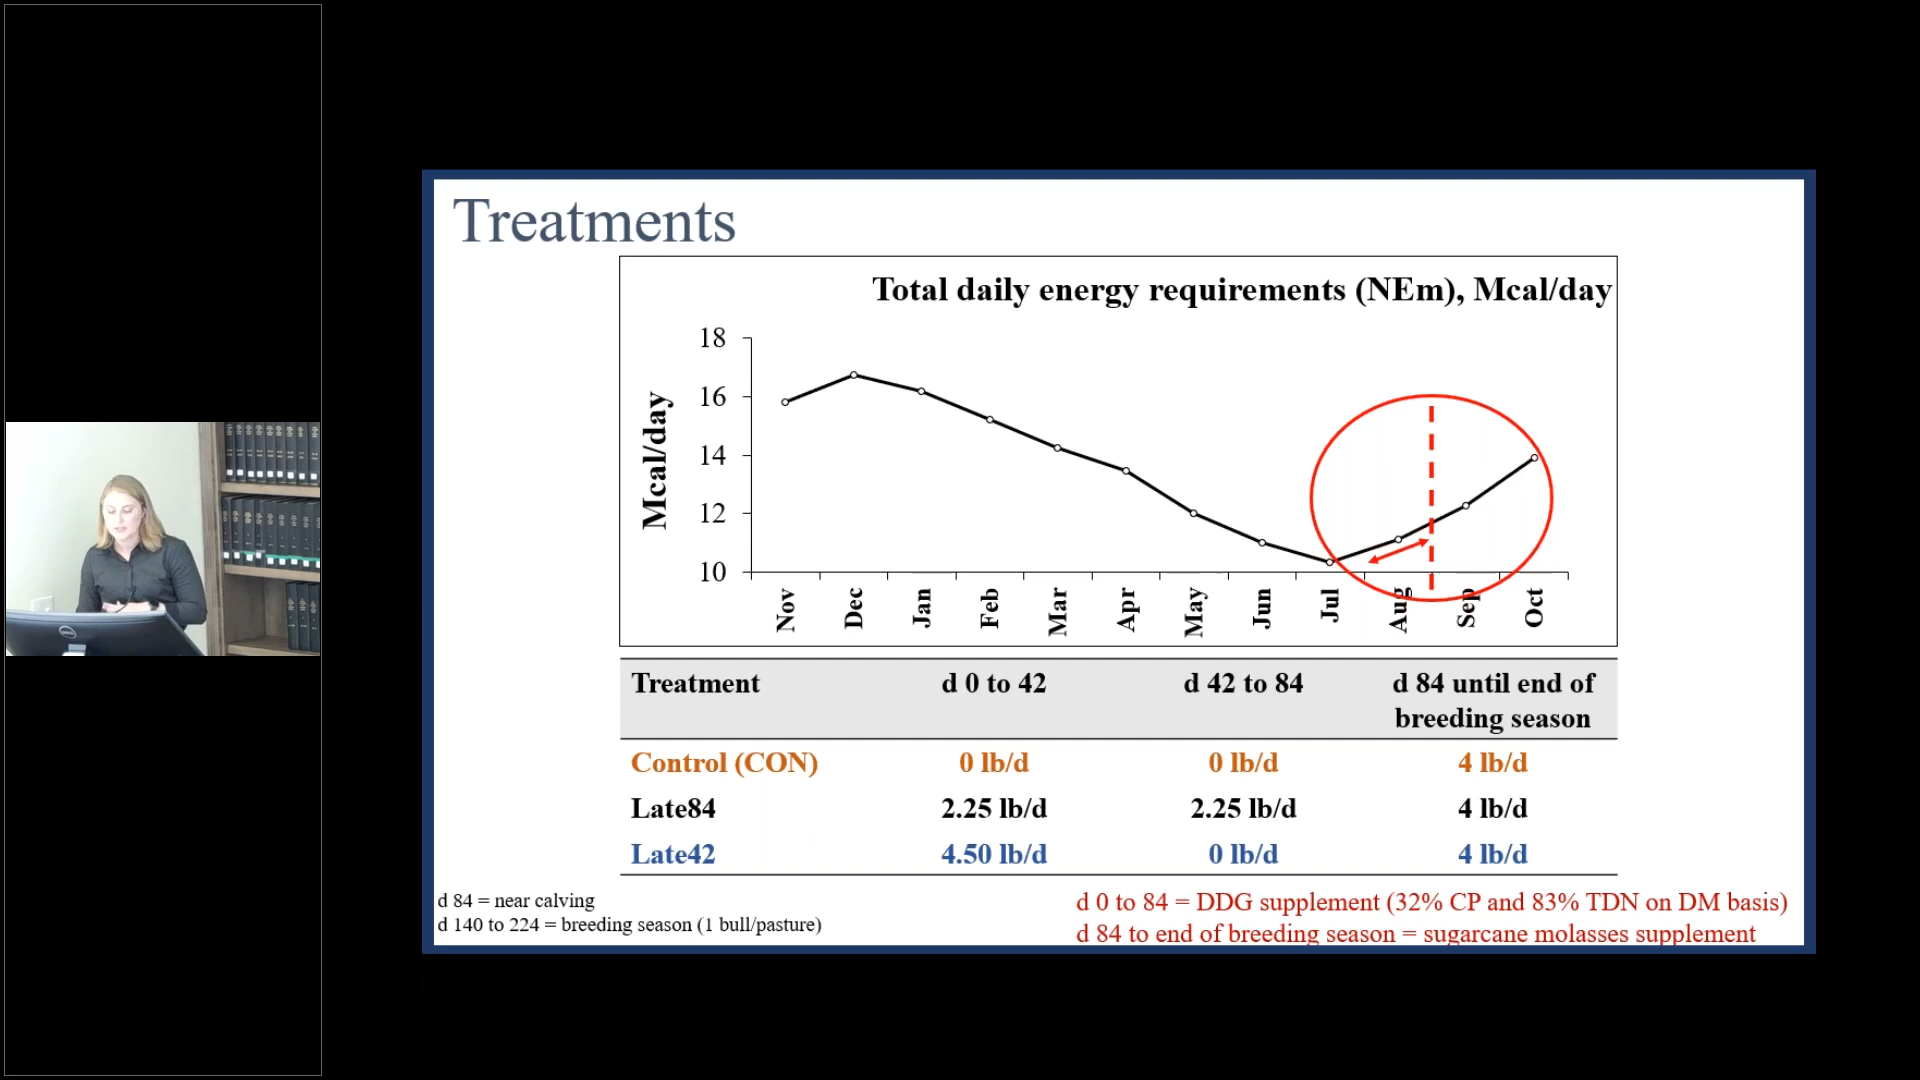 Treatments
Total daily energy requirements (NEm), Mcal/day
Mcal/day
18
16
14
12
10
Nov
Dec
Jan
Feb
Mar
Apr
May
Jun
Jul
Aug
Sep
Oct
Treatment d 0 to 42 d 42 to 84 d 84 until end of
breeding season
Control (CON) 0 lb/d 0 lb/d 4 lb/d
Late84 2.25 lb/d 2.25 lb/d 4 lb/d
Late42 4.50 lb/d 0 lb/d 4 lb/d
d 84 = near calving
d 140 to 224 = breeding season (1 bull/pasture)
d 0 to 84 = DDG supplement (32% CP and 83% TDN on DM basis)
d 84 to end of breeding season = sugarcane molasses supplement